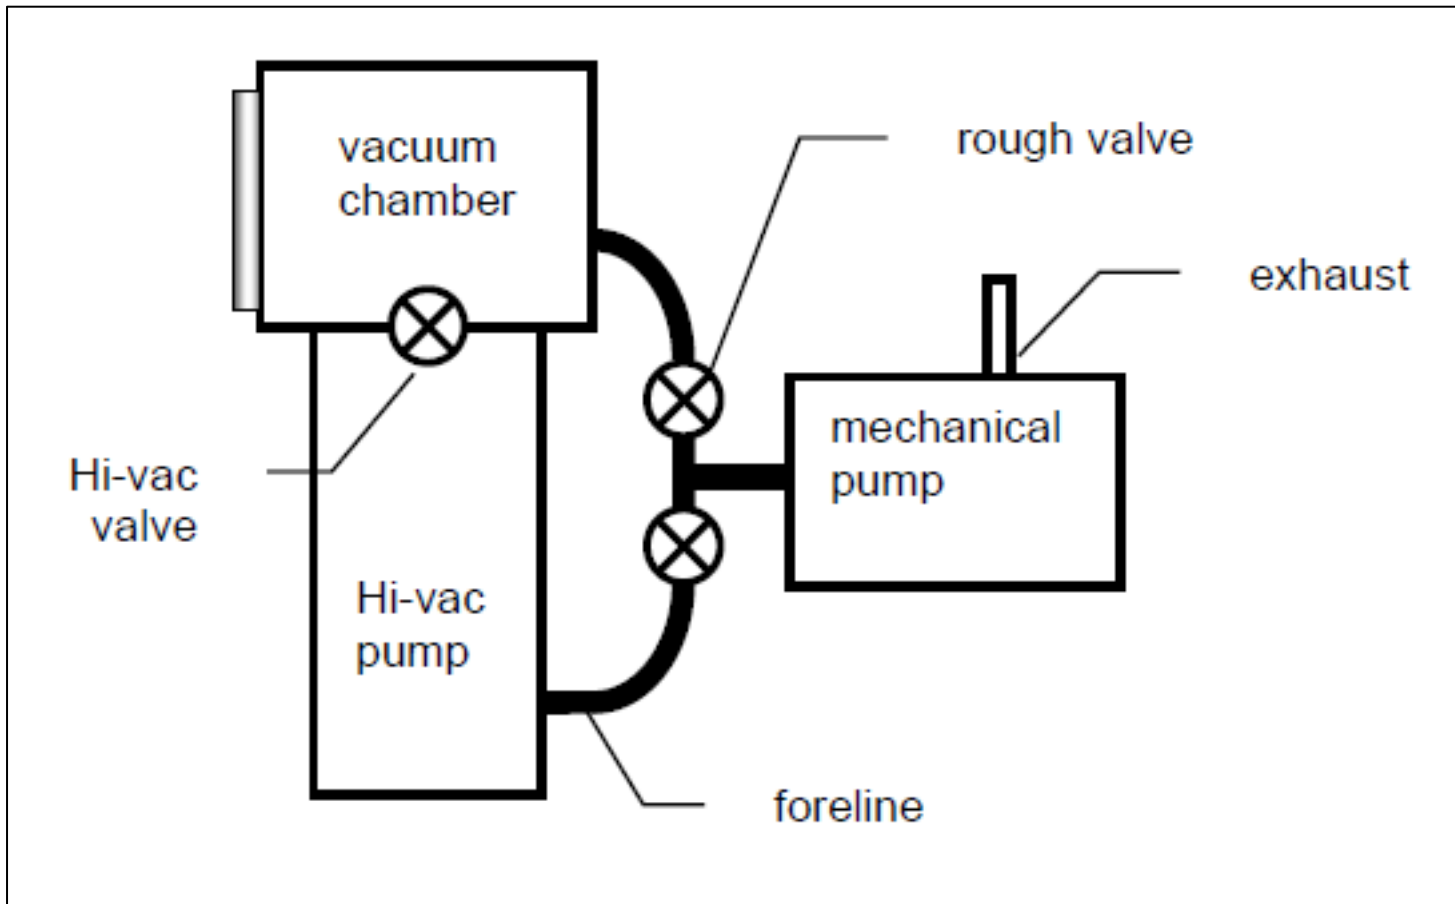 vacuum
chamber
rough valve
exhaust
mechanical
pump
Hi-vac
valve
Hi-vac
pump
foreline